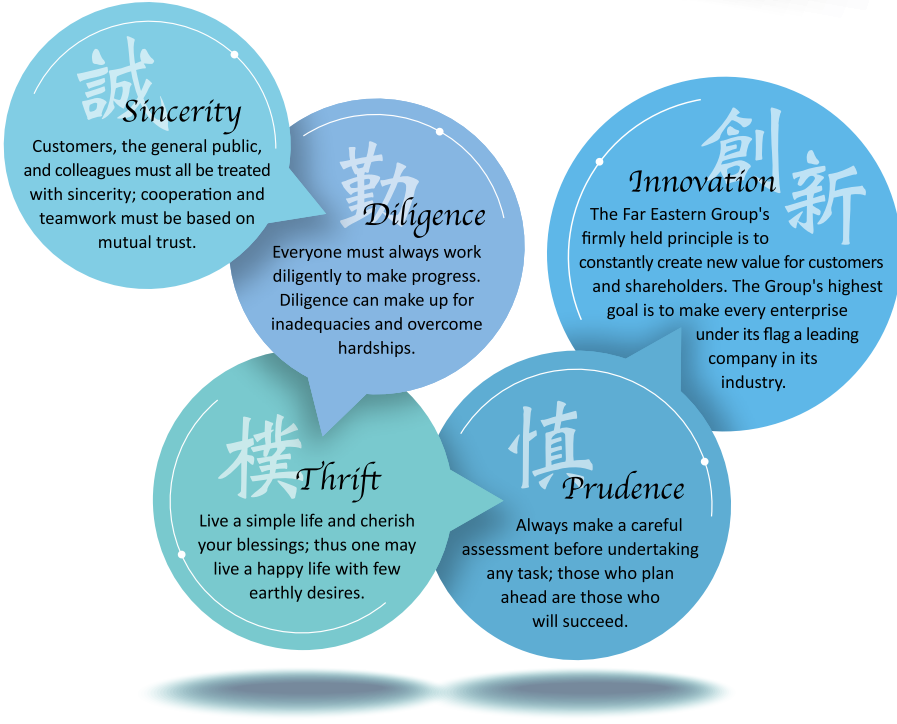 誠
Sincerity
Customers, the general public,
and colleagues must all be treated
with sincerity; cooperation and
teamwork must be based on
mutual trust.
勤
Diligence
Everyone must always work
diligently to make progress.
Diligence can make up for
inadequacies and overcome
hardships.
樸
Thrift
Live a simple life and cherish
your blessings; thus one may
live a happy life with few
earthly desires.
慎
Prudence
Always make a careful
assessment before undertaking
any task; those who plan
ahead are those who
will succeed.
創新
Innovation
The Far Eastern Group's
firmly held principle is to
constantly create new value for customers
and shareholders. The Group's highest
goal is to make every enterprise
under its flag a leading
company in its
industry.